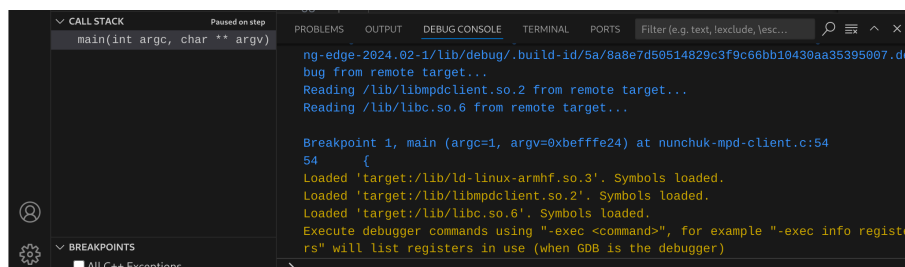 CALL STACK
Paused on step
main(int argc, char ** argv)
BREAKPOINTS
All C++ Exceptions
PROBLEMS OUTPUT DEBUG CONSOLE TERMINAL PORTS Filter (e.g. text, !exclude, \esc...
ng-edge-2024.02-1/lib/debug/.build-id/5a/8a8e7d50514829c3f9c66bb10430aa35395007.de
bug from remote target...
Reading /lib/libmpdclient.so.2 from remote target...
Reading /lib/libc.so.6 from remote target...
Breakpoint 1, main (argc=1, argv=0xbefffe24) at nunchuk-mpd-client.c:54
54 {
Loaded 'target:/lib/ld-linux-armhf.so.3'. Symbols loaded.
Loaded 'target:/lib/libmpdclient.so.2'. Symbols loaded.
Loaded 'target:/lib/libc.so.6'. Symbols loaded.
Execute debugger commands using "-exec <command>", for example "-exec info registe
rs" will list registers in use (when GDB is the debugger)
>